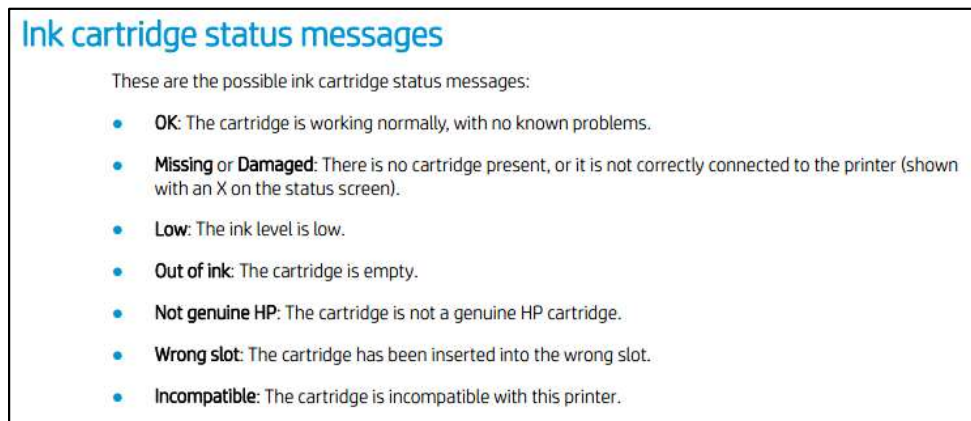 Ink cartridge status messages
These are the possible ink cartridge status messages:
● OK: The cartridge is working normally, with no known problems.
● Missing or Damaged: There is no cartridge present, or it is not correctly connected to the printer (shown
with an X on the status screen).
● Low: The ink level is low.
● Out of ink: The cartridge is empty.
● Not genuine HP: The cartridge is not a genuine HP cartridge.
● Wrong slot: The cartridge has been inserted into the wrong slot.
● Incompatible: The cartridge is incompatible with this printer.